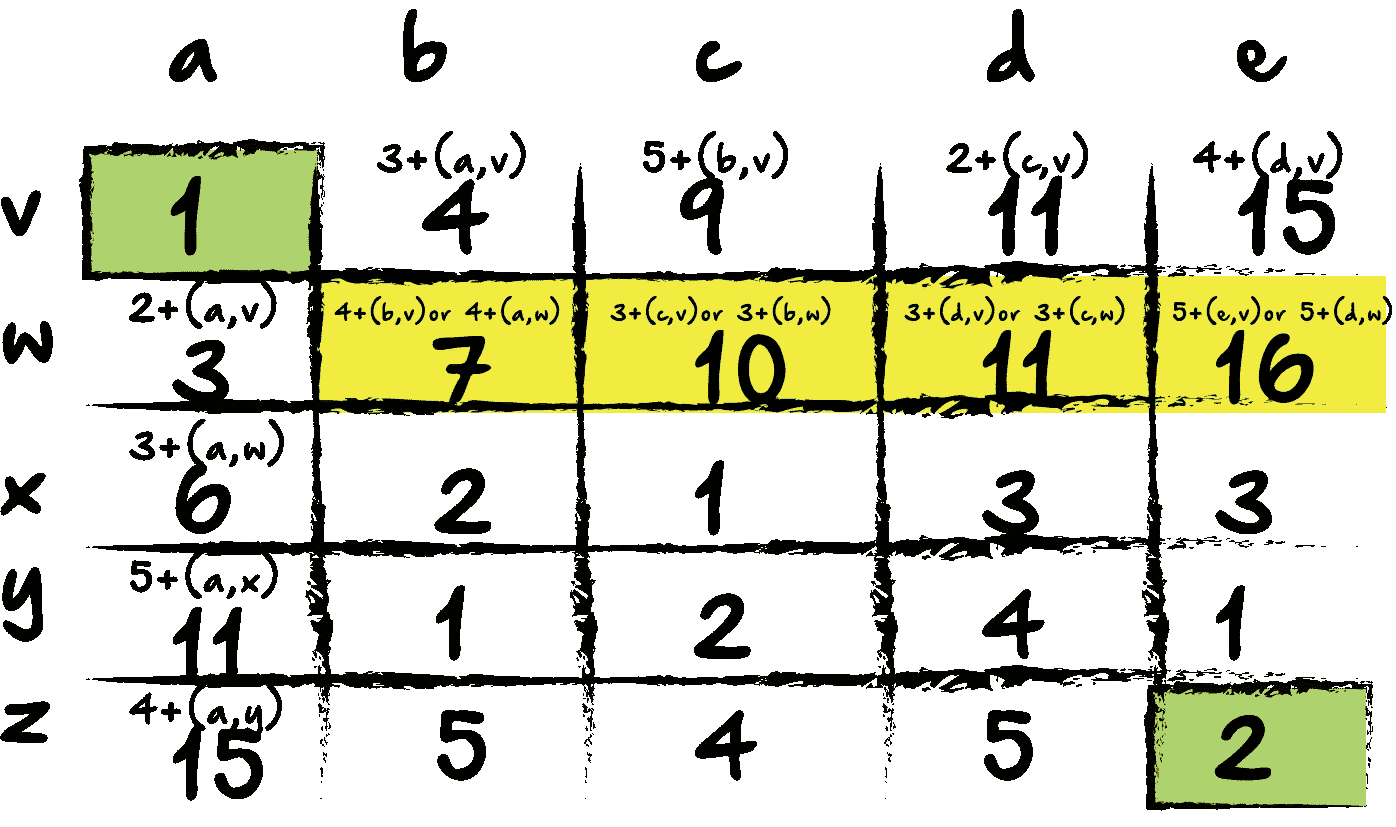 a b c d e
3+(a,v) 5+(b,v) 2+(c,v) 4+(d,v)
v 1 4 9 11 15
2+(a,v) 4+(b,v) or 4+(a,w) 3+(c,v) or 3+(b,w) 3+(d,v) or 3+(c,w) 5+(e,v) or 5+(d,w)
w 3 7 10 11 16
3+(a,w)
x 6 2 1 3 3
5+(a,x)
y 11 1 2 4 1
4+(a,y)
z 15 5 4 5 2